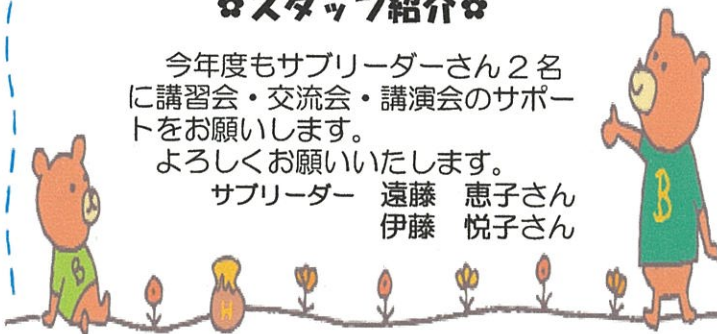 ✿スタッフ紹介✿
今年度もサブリーダーさん２名
に講習会・交流会・講演会のサポー
トをお願いします。
よろしくお願いいたします。
サブリーダー　遠藤　恵子さん
伊藤　悦子さん
B
B
H